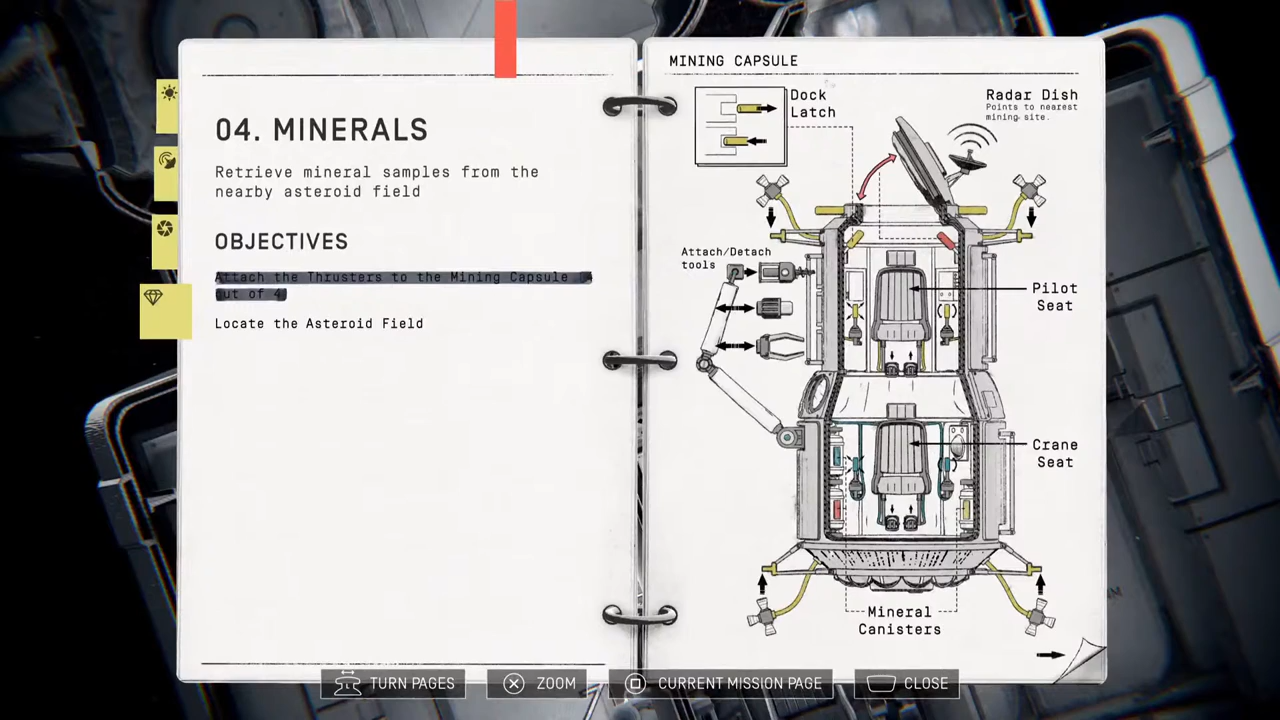 04. MINERALS
Retrieve mineral samples from the
nearby asteroid field
OBJECTIVES
Attach the Thrusters to the Mining Capsule
out of 4
Locate the Asteroid Field
MINING CAPSULE
Dock
Latch
Radar Dish
Points to nearest
mining site.
Attach/Detach
tools
Pilot
Seat
Crane
Seat
Mineral
Canisters
TURN PAGES
ZOOM
CURRENT MISSION PAGE
CLOSE